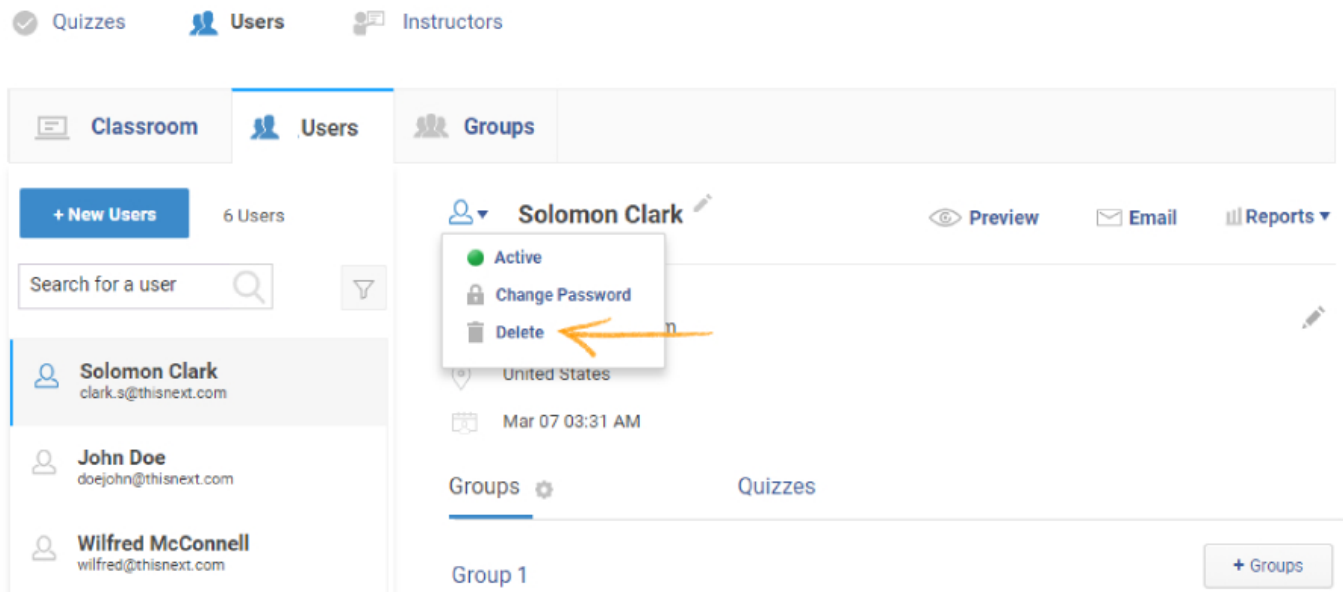 Quizzes Users Instructors
Classroom Users Groups
+ New Users 6 Users
Search for a user
Solomon Clark
clark.s@thisnext.com
John Doe
doejohn@thisnext.com
Wilfred McConnell
wilfred@thisnext.com
Solomon Clark
Preview Email Reports
Active
Change Password
Delete
United States
Mar 07 03:31 AM
Groups Quizzes
Group 1
+ Groups